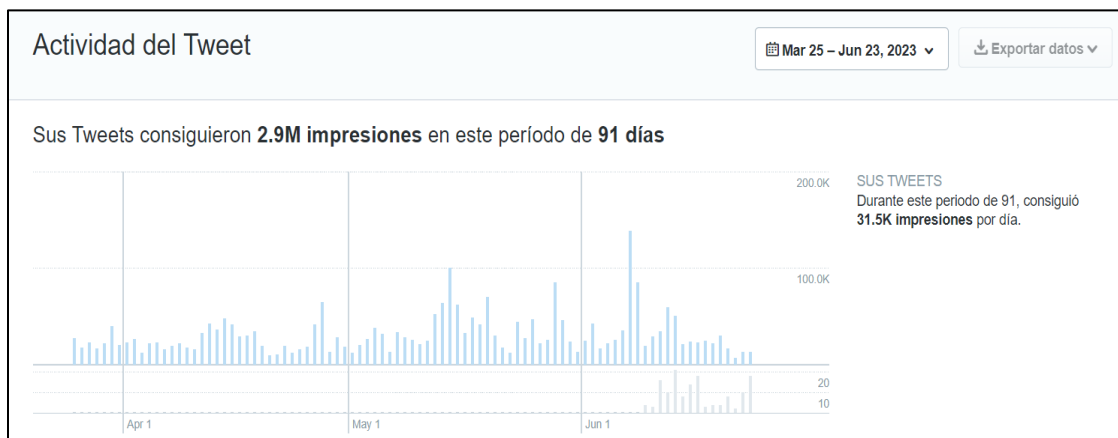 Actividad del Tweet
Mar 25 – Jun 23, 2023
Exportar datos
Sus Tweets consiguieron 2.9M impresiones en este período de 91 días
200.0K
SUS TWEETS
Durante este periodo de 91, consiguió
31.5K impresiones por día.
100.0K
20
10
Apr 1
May 1
Jun 1